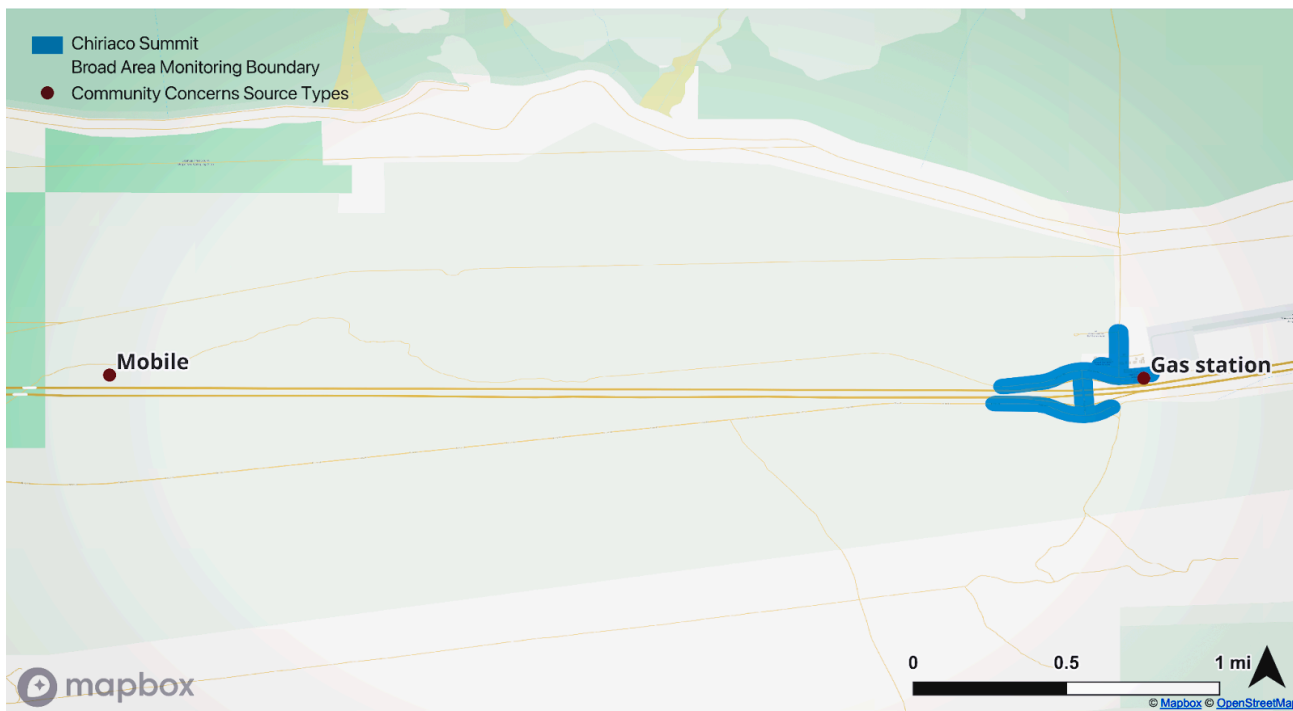 Chiriaco Summit
Broad Area Monitoring Boundary
Community Concerns Source Types
Mobile
Gas station
0 0.5 1 mi
mapbox
© Mapbox © OpenStreetMap